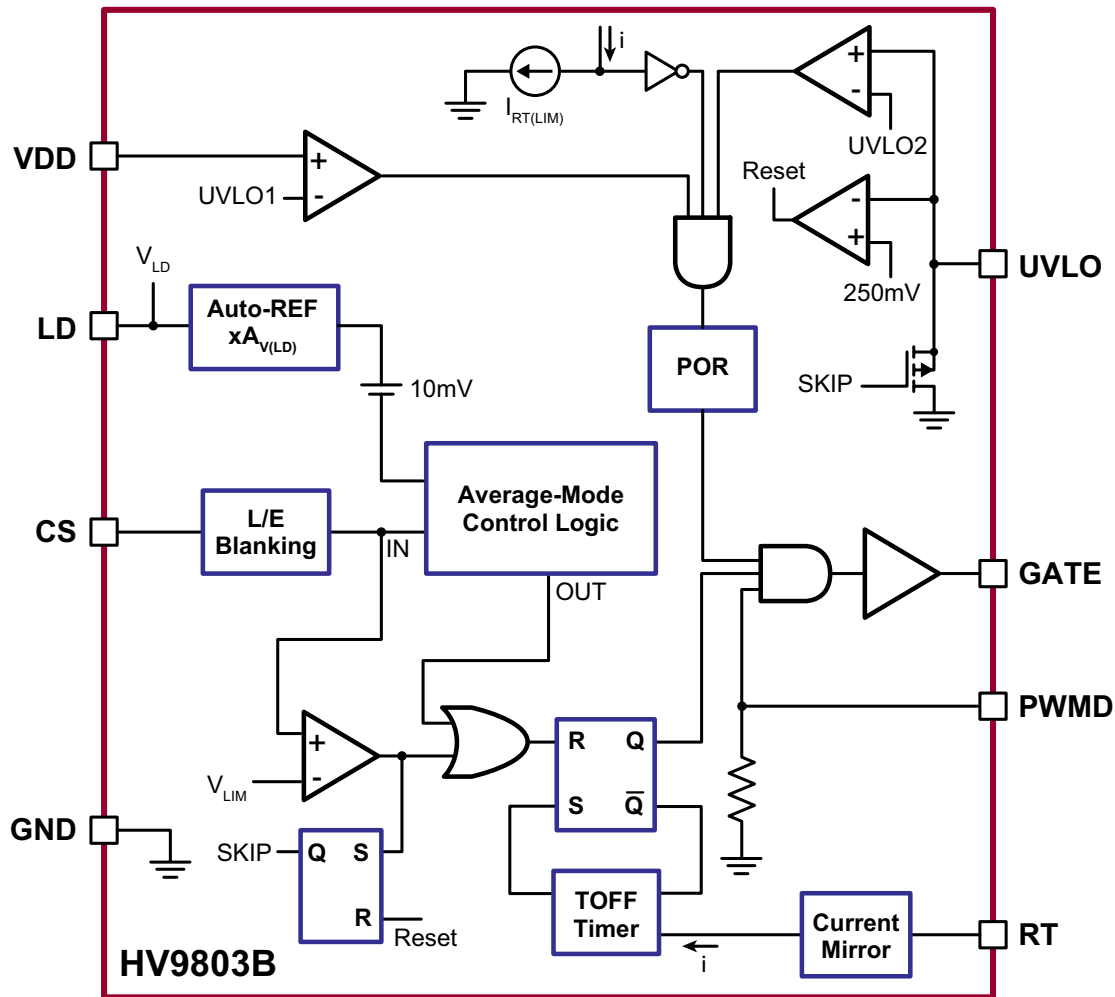 i
I_RT(LIM)
+
-
UVLO2
VDD
+
UVLO1
-
Reset
-
+
250mV
UVLO
V_LD
LD
Auto-REF
xA_V(LD)
10mV
POR
SKIP
Average-Mode
Control Logic
CS
L/E
Blanking
IN
OUT
GATE
PWMD
+
-
V_LIM
R Q
S Q̅
GND
SKIP
Q S
R
Reset
TOFF
Timer
i
Current
Mirror
RT
HV9803B